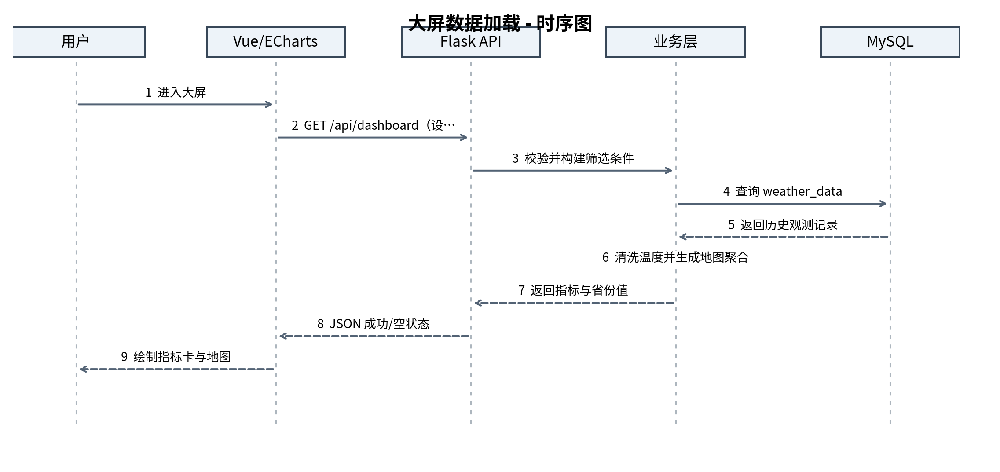 大屏数据加载 - 时序图
用户
Vue/ECharts
Flask API
业务层
MySQL
1 进入大屏
2 GET /api/dashboard（设…
3 校验并构建筛选条件
4 查询 weather_data
5 返回历史观测记录
6 清洗温度并生成地图聚合
7 返回指标与省份值
8 JSON 成功/空状态
9 绘制指标卡与地图